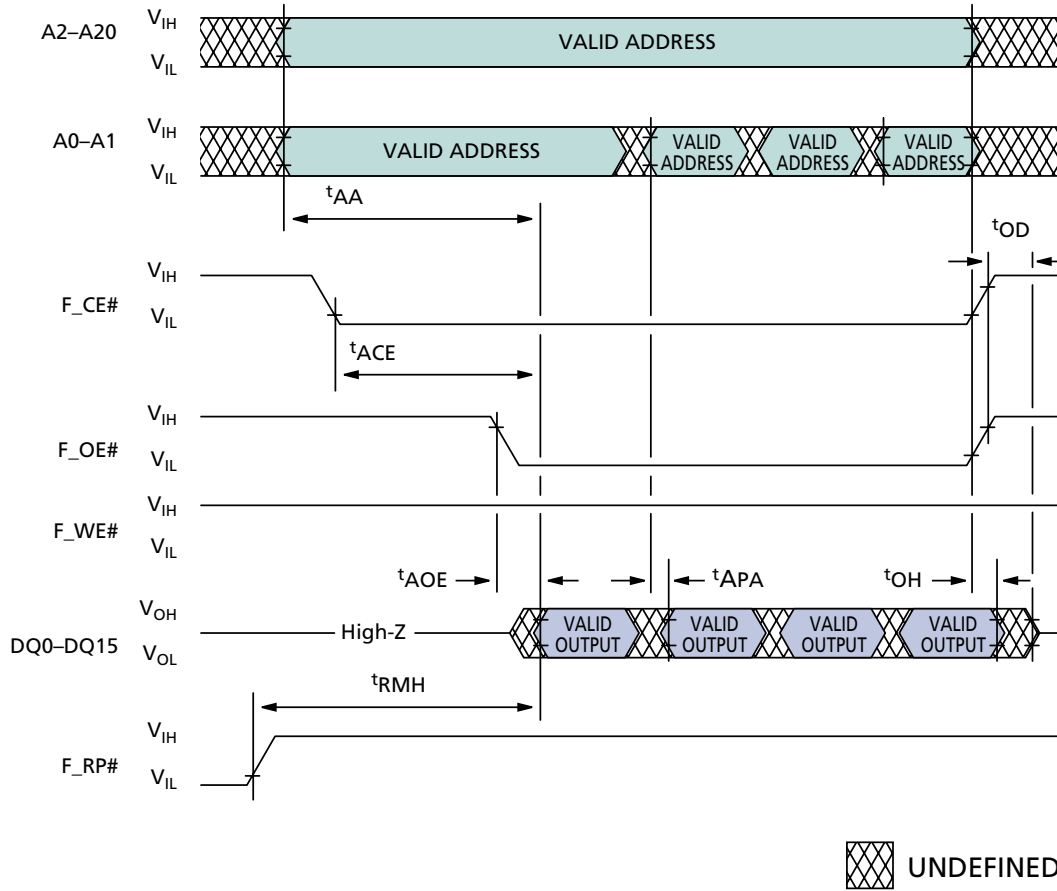 A2–A20 VIH VIL VALID ADDRESS
A0–A1 VIH VIL VALID ADDRESS VALID ADDRESS VALID ADDRESS VALID ADDRESS
tAA
tOD
F_CE# VIH VIL
tACE
F_OE# VIH VIL
F_WE# VIH VIL
tAOE tAPA tOH
DQ0–DQ15 VOH VOL High-Z VALID OUTPUT VALID OUTPUT VALID OUTPUT VALID OUTPUT
tRMH
F_RP# VIH VIL
UNDEFINED